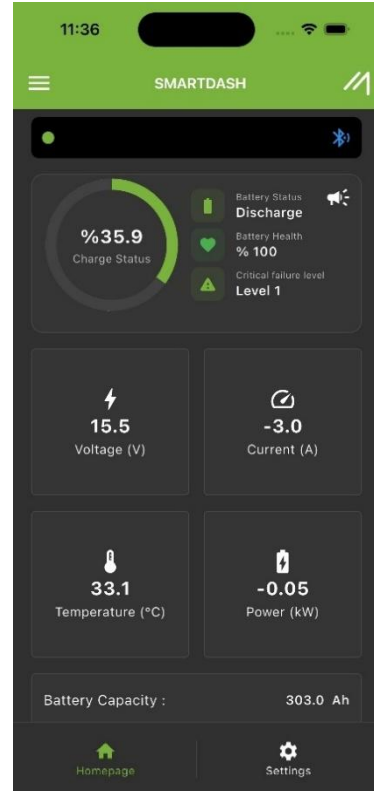 11:36
SMARTDASH
%35.9
Charge Status
Battery Status
Discharge
Battery Health
% 100
Critical failure level
Level 1
15.5
Voltage (V)
-3.0
Current (A)
33.1
Temperature (°C)
-0.05
Power (kW)
Battery Capacity : 303.0 Ah
Homepage
Settings